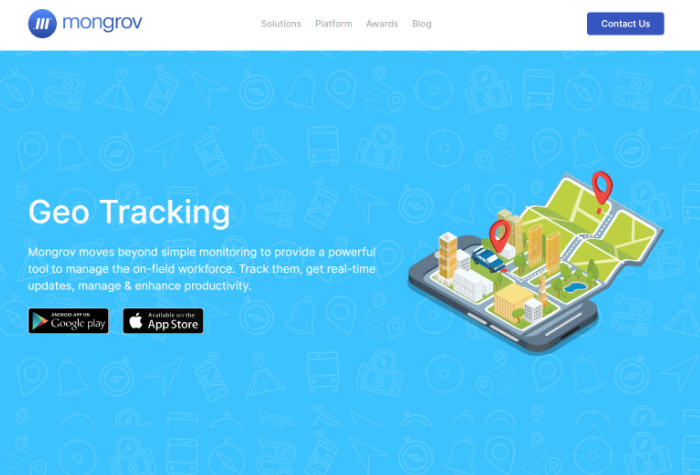 mongrov
Solutions Platform Awards Blog
Contact Us
Geo Tracking
Mongrov moves beyond simple monitoring to provide a powerful
tool to manage the on-field workforce. Track them, get real-time
updates, manage & enhance productivity.
ANDROID APP ON
Google play
Available on the
App Store